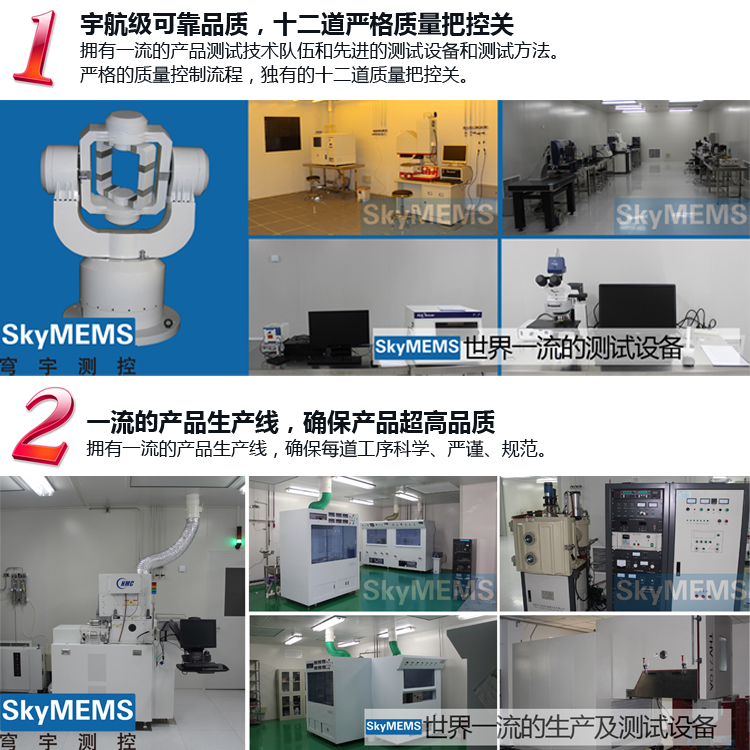 1
宇航级可靠品质，十二道严格质量把控关
拥有一流的产品测试技术队伍和先进的测试设备和测试方法。
严格的质量控制流程，独有的十二道质量把控关。
SkyMEMS
SkyMEMS
SkyMEMS
穹宇测控
SkyMEMS 世界一流的测试设备
2
一流的产品生产线，确保产品超高品质
拥有一流的产品生产线，确保每道工序科学、严谨、规范。
NMC
SkyMEMS
SkyMEMS
SkyMEMS
穹宇测控
SkyMEMS 世界一流的生产及测试设备